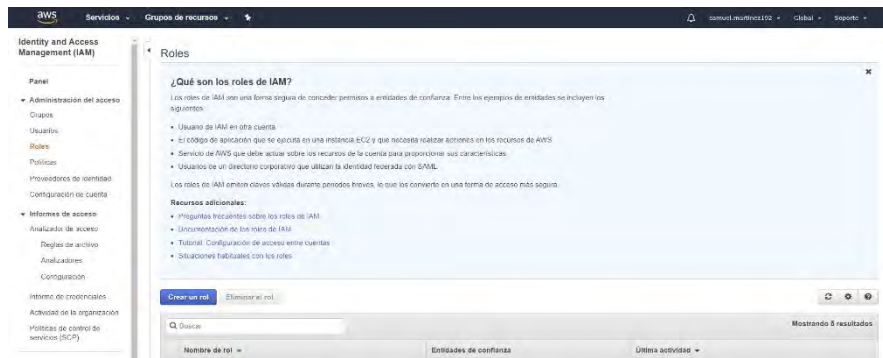 aws Servicios Grupos de recursos samuel.martinez192 Global Soporte
Identity and Access
Management (IAM)
Panel
Administración del acceso
Grupos
Usuarios
Roles
Políticas
Proveedores de identidad
Configuración de cuenta
Informes de acceso
Analizador de acceso
Reglas de archivo
Analizadores
Configuración
Informe de credenciales
Actividad de la organización
Políticas de control de
servicios (SCP)
Roles
¿Qué son los roles de IAM?
Los roles de IAM son una forma segura de conceder permisos a entidades de confianza. Entre los ejemplos de entidades se incluyen los
siguientes:
• Usuario de IAM en otra cuenta
• El código de aplicación que se ejecuta en una instancia EC2 y que necesita realizar acciones en los recursos de AWS
• Servicio de AWS que debe actuar sobre los recursos de la cuenta para proporcionar sus características
• Usuarios de un directorio corporativo que utilizan la identidad federada con SAML
Los roles de IAM emiten claves válidas durante periodos breves, lo que los convierte en una forma de acceso más segura.
Recursos adicionales:
• Preguntas frecuentes sobre los roles de IAM
• Documentación de los roles de IAM
• Tutorial: Configuración de acceso entre cuentas
• Situaciones habituales con los roles
Crear un rol Eliminar el rol
Buscar Mostrando 5 resultados
Nombre de rol Entidades de confianza Última actividad